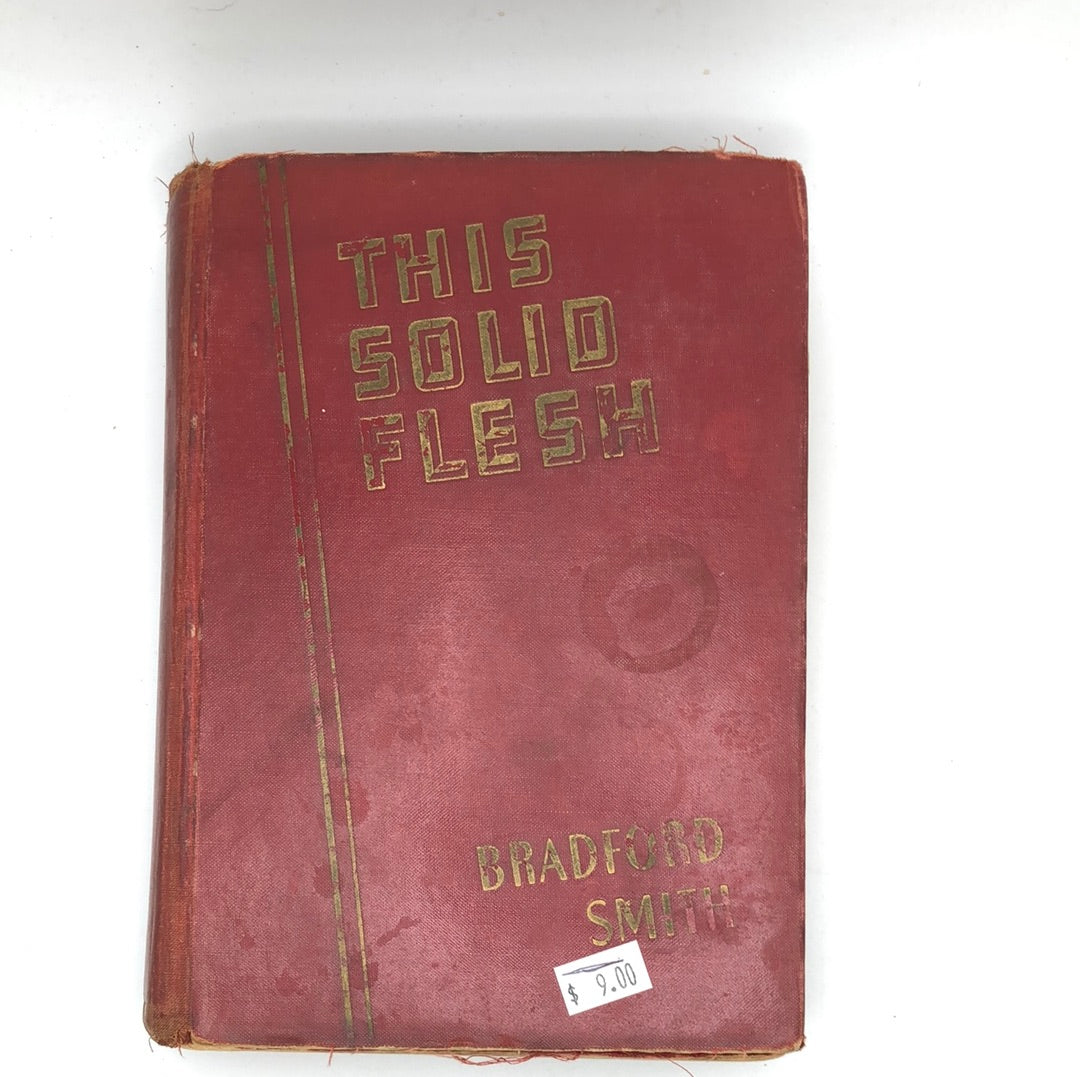 THIS
SOLID
FLESH
BRADFORD
SMITH
$ 9.00